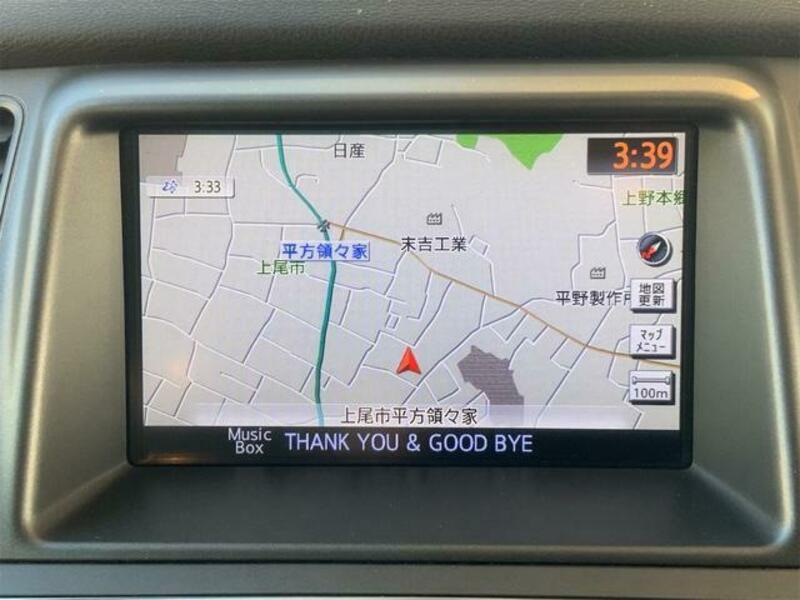 日産
3:39
3:33
上野本郷
末吉工業
平方領々家
上尾市
地図
更新
平野製作所
マップ
メニュー
100m
上尾市平方領々家
Music
Box
THANK YOU & GOOD BYE